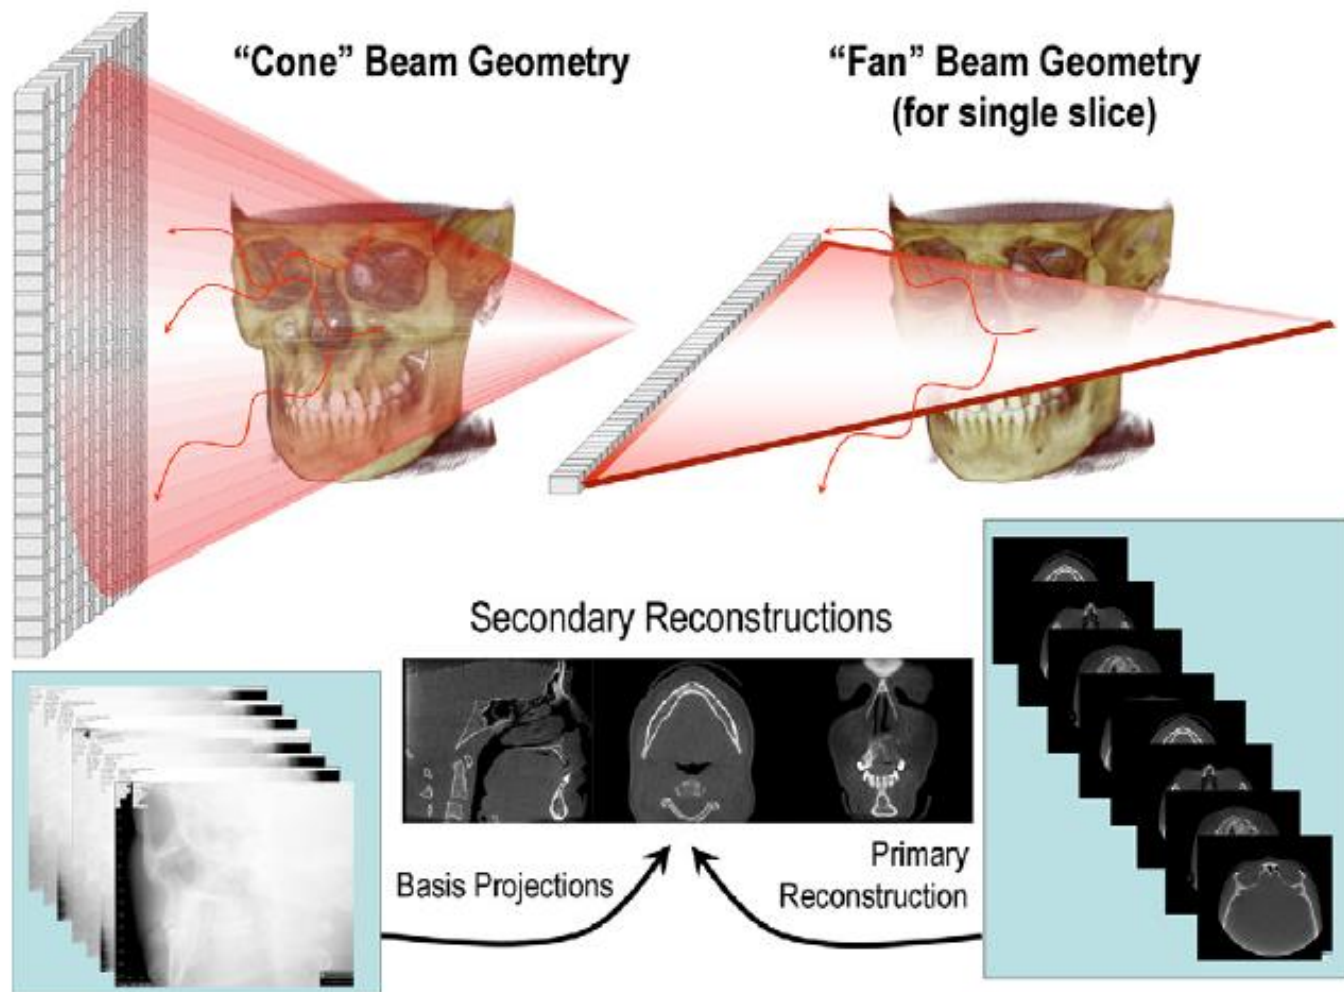 “Cone” Beam Geometry
“Fan” Beam Geometry
(for single slice)
Secondary Reconstructions
Basis Projections
Primary
Reconstruction